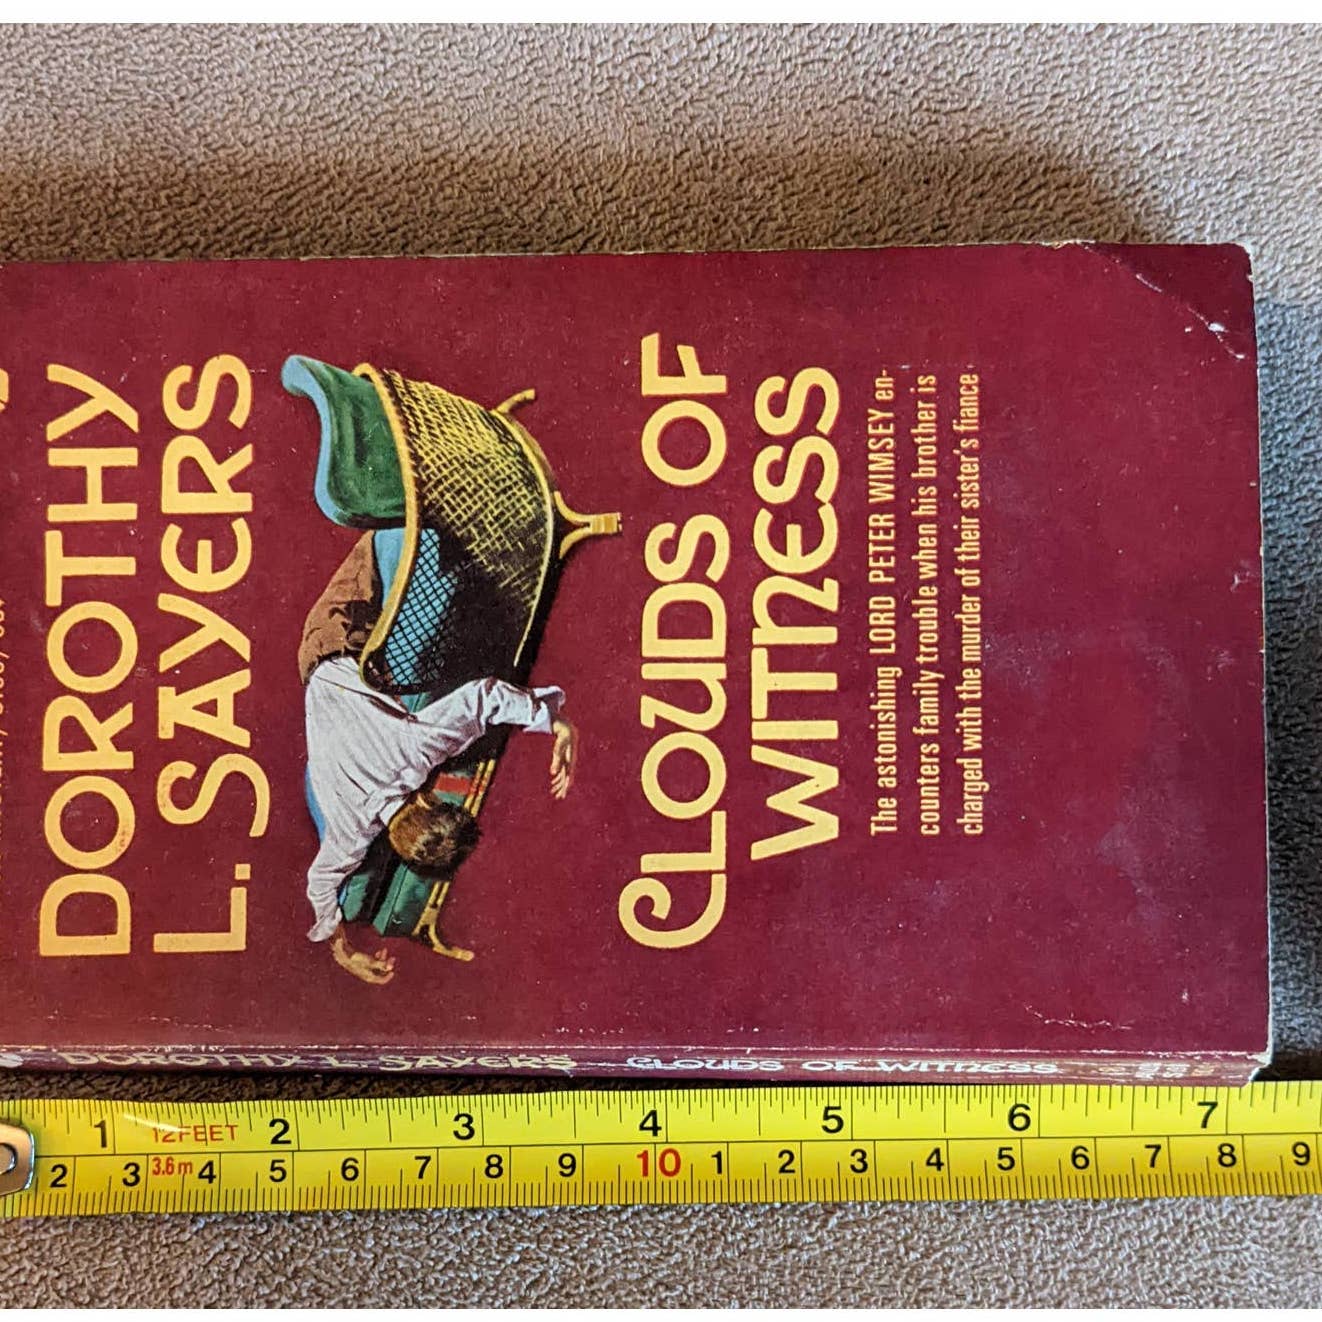 DOROTHY
L. SAYERS
CLOUDS OF
WITNESS
The astonishing LORD PETER WIMSEY en-
counters family trouble when his brother is
charged with the murder of their sister's fiance
DOROTHY L. SAYERS CLOUDS OF WITNESS
1 12FEET 2 3 4 5 6 7
2 3 3.6m 4 5 6 7 8 9 10 1 2 3 4 5 6 7 8 9